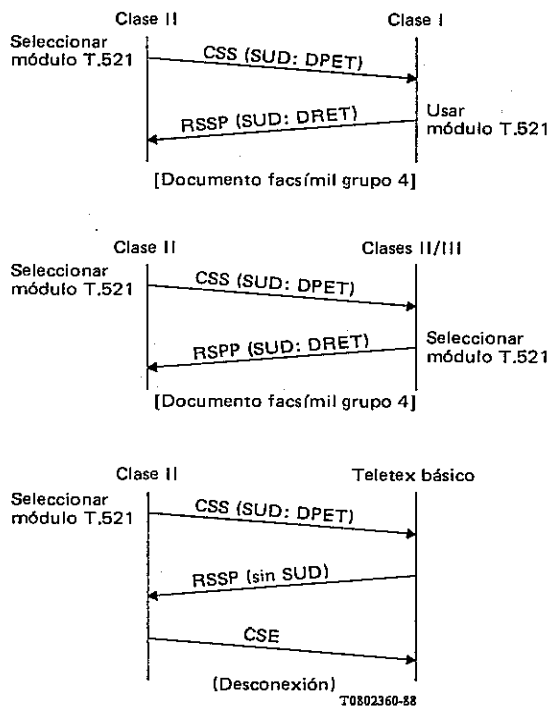 Clase II
Clase I
Seleccionar
módulo T.521
CSS (SUD: DPET)
RSSP (SUD: DRET)
Usar
módulo T.521
[Documento facsímil grupo 4]
Clase II
Clases II/III
Seleccionar
módulo T.521
CSS (SUD: DPET)
RSPP (SUD: DRET)
Seleccionar
módulo T.521
[Documento facsímil grupo 4]
Clase II
Teletex básico
Seleccionar
módulo T.521
CSS (SUD: DPET)
RSSP (sin SUD)
CSE
(Desconexión)
T0802360-88